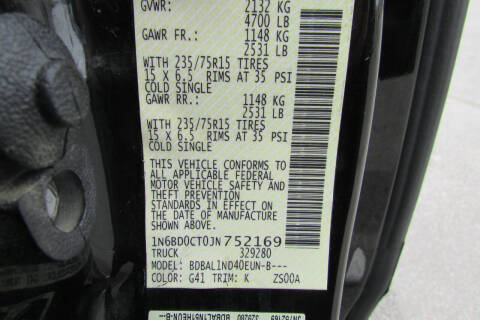 GVWR: 2132 KG
4700 LB
GAWR FR.: 1148 KG
2531 LB
WITH 235/75R15 TIRES
15 X 6.5 RIMS AT 35 PSI
COLD SINGLE
GAWR RR.: 1148 KG
2531 LB
WITH 235/75R15 TIRES
15 X 6.5 RIMS AT 35 PSI
COLD SINGLE
THIS VEHICLE CONFORMS TO
ALL APPLICABLE FEDERAL
MOTOR VEHICLE SAFETY AND
THEFT PREVENTION
STANDARDS IN EFFECT ON
THE DATE OF MANUFACTURE
SHOWN ABOVE.
1N6BD0CT0JN752169
TRUCK 329280
MODEL: BDBAL1ND40EUN-B---
COLOR: G41 TRIM: K ZS00A
JN752169 329280